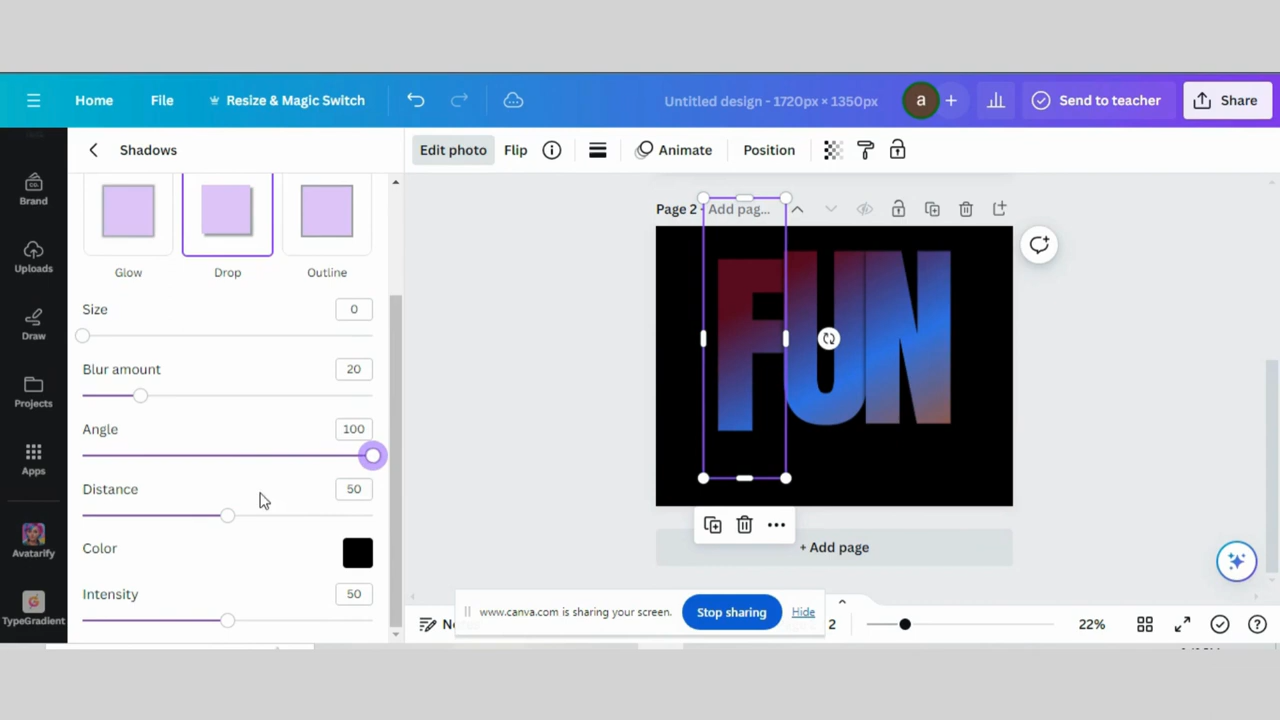 Home File Resize & Magic Switch Untitled design - 1720px × 1350px a Send to teacher Share
Shadows
Edit photo Flip Animate Position
Brand
Uploads
Draw
Projects
Apps
Avatarify
TypeGradient
Glow Drop Outline
Size 0
Blur amount 20
Angle 100
Distance 50
Color
Intensity 50
Page 2 - Add pag...
FUN
+ Add page
www.canva.com is sharing your screen. Stop sharing Hide
2 22%